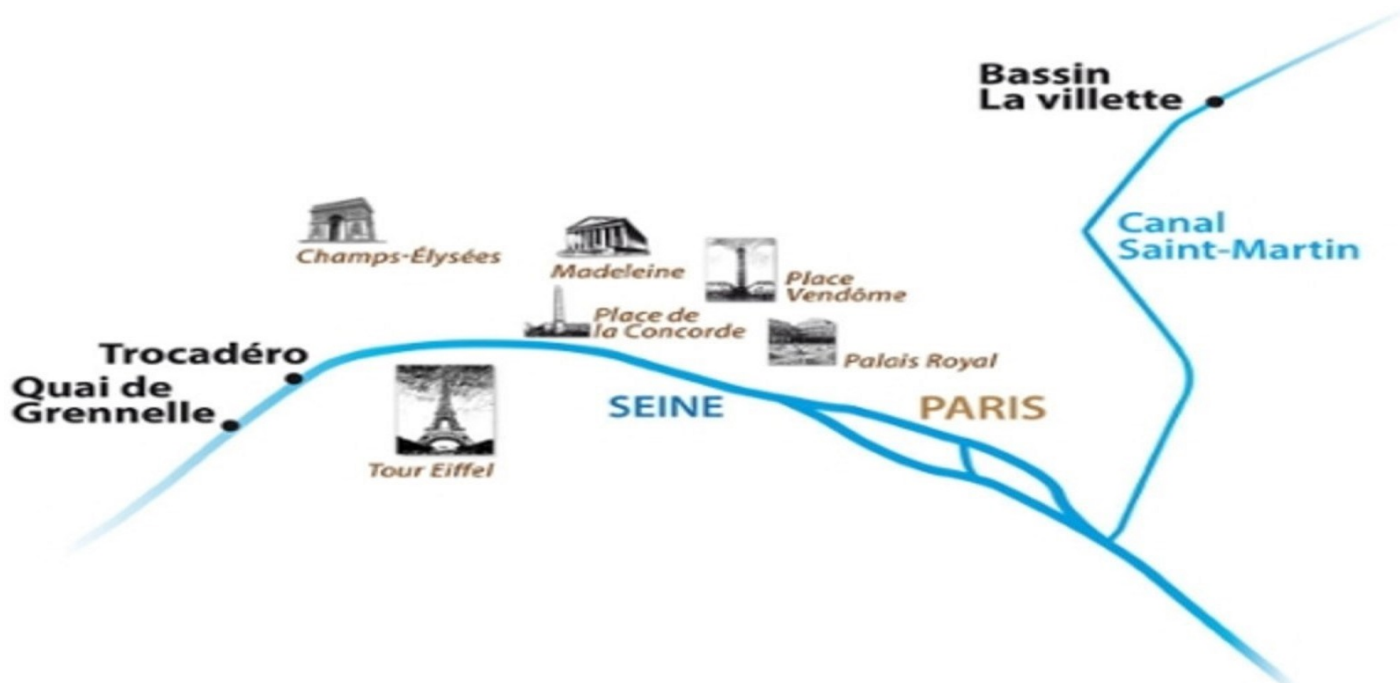 Bassin
La villette
Canal
Saint-Martin
Champs-Élysées
Madeleine
Place
Vendôme
Place de
la Concorde
Palais Royal
Trocadéro
Quai de
Grennelle
SEINE
PARIS
Tour Eiffel